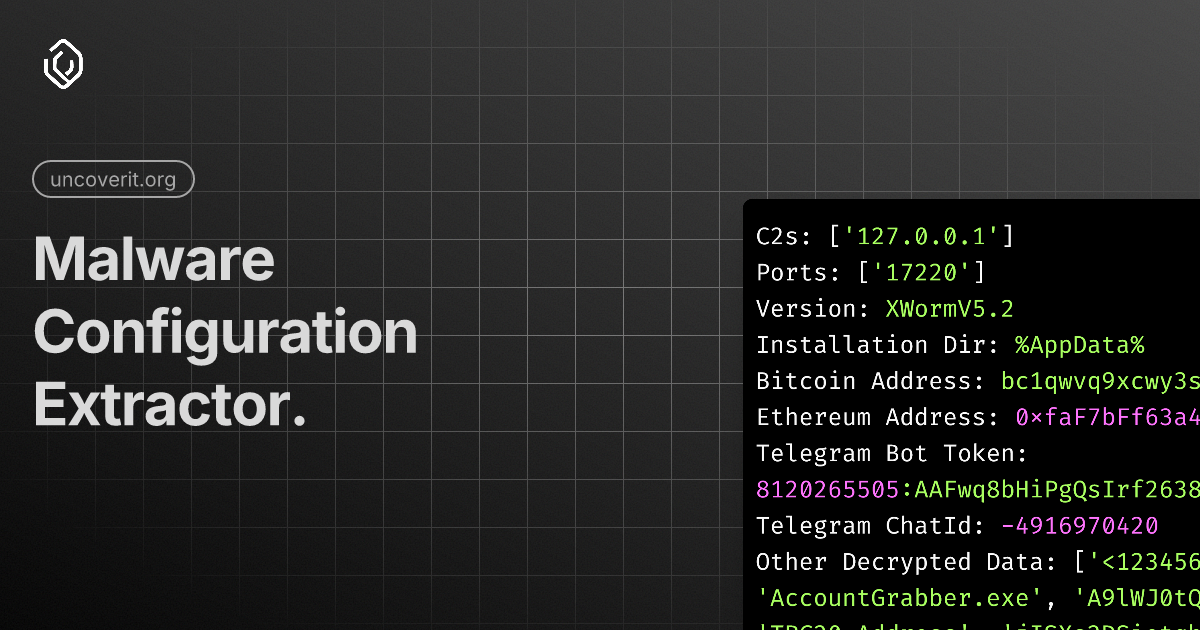 uncoverit.org
Malware
Configuration
Extractor.
C2s: ['127.0.0.1']
Ports: ['17220']
Version: XWormV5.2
Installation Dir: %AppData%
Bitcoin Address: bc1qwvq9xcwy3s
Ethereum Address: 0×faF7bFf63a4
Telegram Bot Token:
8120265505:AAFwq8bHiPgQsIrf2638
Telegram ChatId: -4916970420
Other Decrypted Data: ['<123456
'AccountGrabber.exe', 'A9lWJ0tQ